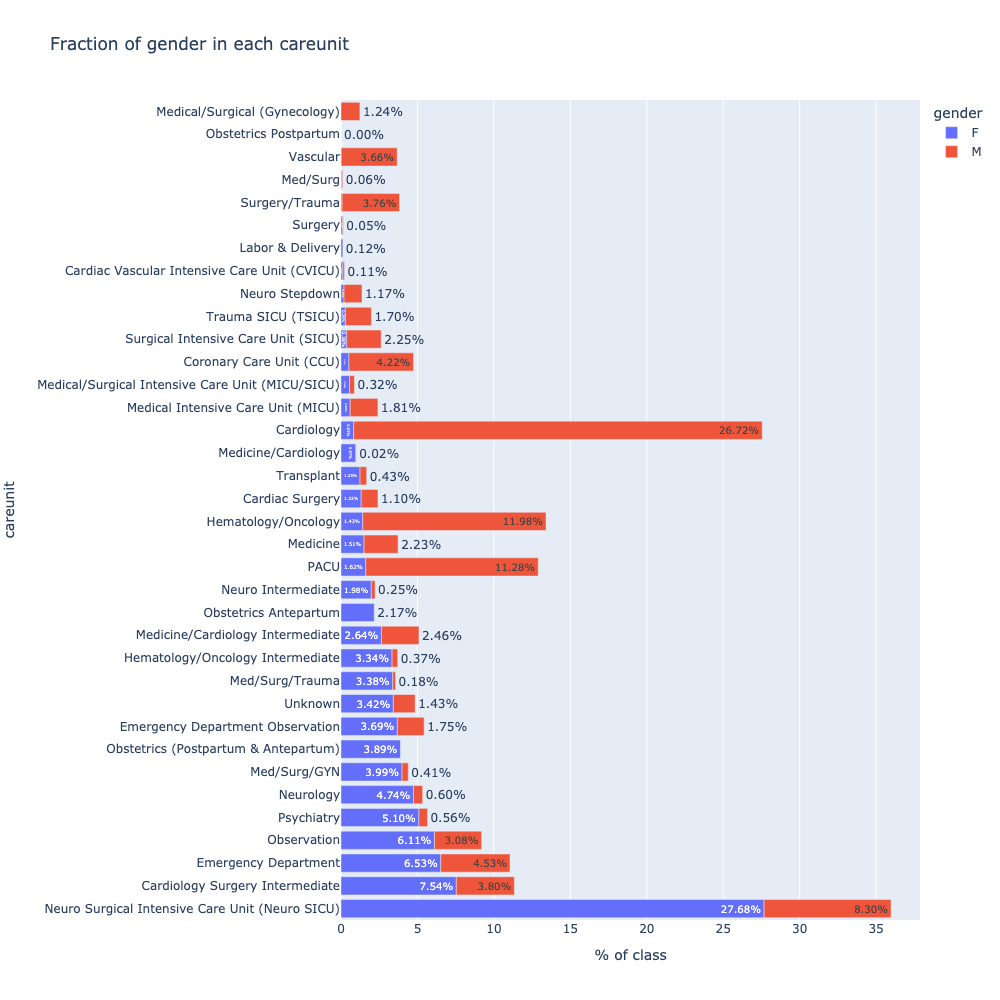 Fraction of gender in each careunit
gender
F
M
careunit
Medical/Surgical (Gynecology) 1.24%
Obstetrics Postpartum 0.00%
Vascular 3.66%
Med/Surg 0.06%
Surgery/Trauma 3.76%
Surgery 0.05%
Labor & Delivery 0.12%
Cardiac Vascular Intensive Care Unit (CVICU) 0.11%
Neuro Stepdown 1.17%
Trauma SICU (TSICU) 1.70%
Surgical Intensive Care Unit (SICU) 2.25%
Coronary Care Unit (CCU) 4.22%
Medical/Surgical Intensive Care Unit (MICU/SICU) 0.32%
Medical Intensive Care Unit (MICU) 1.81%
Cardiology 26.72%
Medicine/Cardiology 0.02%
Transplant 0.43%
Cardiac Surgery 1.10%
Hematology/Oncology 1.43% 11.98%
Medicine 1.51% 2.23%
PACU 1.62% 11.28%
Neuro Intermediate 1.98% 0.25%
Obstetrics Antepartum 2.17%
Medicine/Cardiology Intermediate 2.64% 2.46%
Hematology/Oncology Intermediate 3.34% 0.37%
Med/Surg/Trauma 3.38% 0.18%
Unknown 3.42% 1.43%
Emergency Department Observation 3.69% 1.75%
Obstetrics (Postpartum & Antepartum) 3.89%
Med/Surg/GYN 3.99% 0.41%
Neurology 4.74% 0.60%
Psychiatry 5.10% 0.56%
Observation 6.11% 3.08%
Emergency Department 6.53% 4.53%
Cardiology Surgery Intermediate 7.54% 3.80%
Neuro Surgical Intensive Care Unit (Neuro SICU) 27.68% 8.30%
0 5 10 15 20 25 30 35
% of class